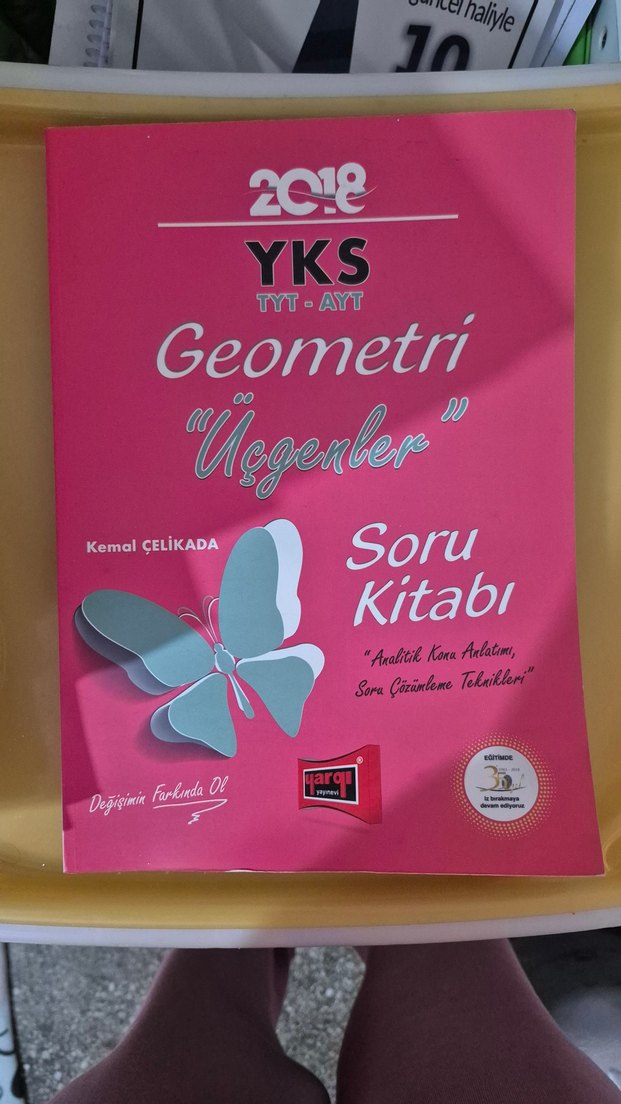 güncel haliyle
10
2018
YKS
TYT - AYT
Geometri
"Üçgenler"
Kemal ÇELİKADA
Soru
Kitabı
"Analitik Konu Anlatımı,
Soru Çözümleme Teknikleri"
Değişimin Farkında Ol
yargı
yayınevi
EĞİTİMDE
iz bırakmaya
devam ediyoruz